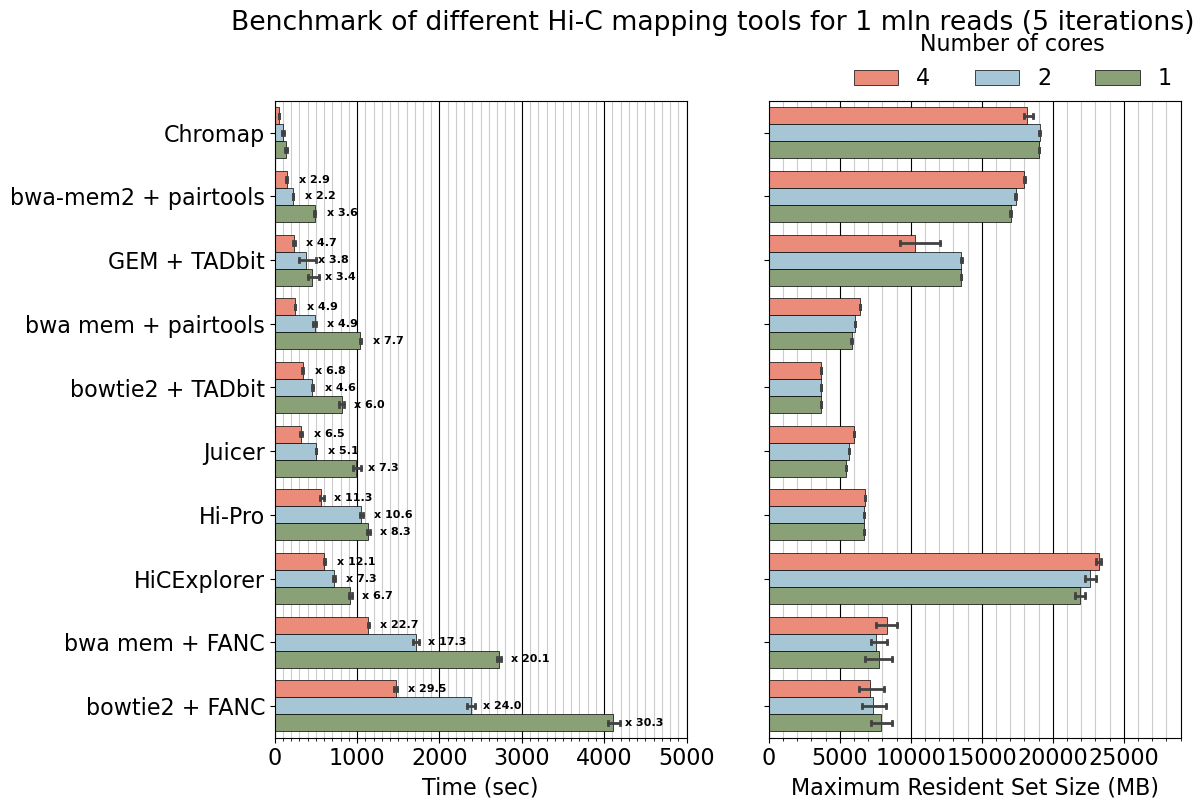 Benchmark of different Hi-C mapping tools for 1 mln reads (5 iterations)
Number of cores
4 2 1
Chromap
bwa-mem2 + pairtools
x 2.9
x 2.2
x 3.6
GEM + TADbit
x 4.7
x 3.8
x 3.4
bwa mem + pairtools
x 4.9
x 4.9
x 7.7
bowtie2 + TADbit
x 6.8
x 4.6
x 6.0
Juicer
x 6.5
x 5.1
x 7.3
Hi-Pro
x 11.3
x 10.6
x 8.3
HiCExplorer
x 12.1
x 7.3
x 6.7
bwa mem + FANC
x 22.7
x 17.3
x 20.1
bowtie2 + FANC
x 29.5
x 24.0
x 30.3
0 1000 2000 3000 4000 5000
Time (sec)
0 5000 10000 15000 20000 25000
Maximum Resident Set Size (MB)